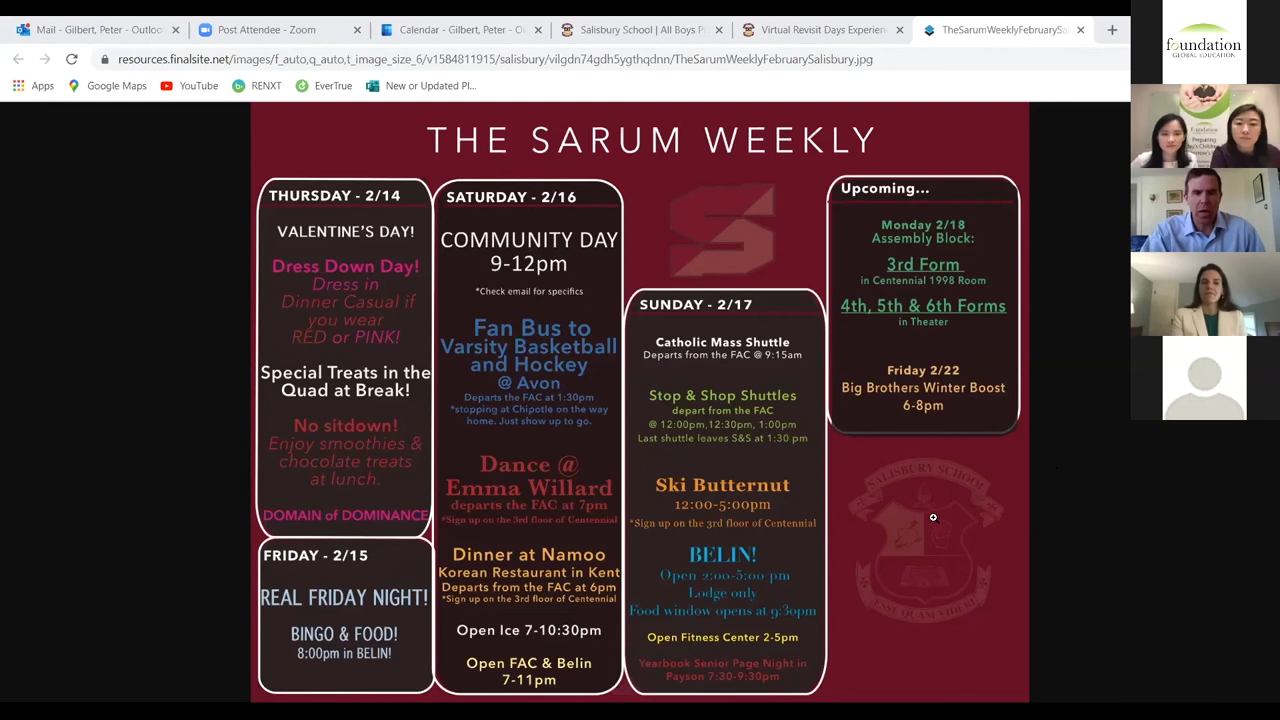 Mail - Gilbert, Peter - Outloo
Post Attendee - Zoom
Calendar - Gilbert, Peter - O
Salisbury School | All Boys P
Virtual Revisit Days Experien
TheSarumWeeklyFebruarySa
resources.finalsite.net/images/f_auto,q_auto,t_image_size_6/v1584811915/salisbury/vilgdn74gdh5ygthqdnn/TheSarumWeeklyFebruarySalisbury.jpg
Apps
Google Maps
YouTube
RENXT
EverTrue
New or Updated Pl...
THE SARUM WEEKLY
THURSDAY - 2/14
VALENTINE'S DAY!
Dress Down Day!
Dress in
Dinner Casual if
you wear
RED or PINK!
Special Treats in the
Quad at Break!
No sitdown!
Enjoy smoothies &
chocolate treats
at lunch.
DOMAIN of DOMINANCE
FRIDAY - 2/15
REAL FRIDAY NIGHT!
BINGO & FOOD!
8:00pm in BELIN!
SATURDAY - 2/16
COMMUNITY DAY
9-12pm
*Check email for specifics
Fan Bus to
Varsity Basketball
and Hockey
@ Avon
Departs the FAC at 1:30pm
*stopping at Chipotle on the way
home. Just show up to go.
Dance @
Emma Willard
departs the FAC at 7pm
*Sign up on the 3rd floor of Centennial
Dinner at Namoo
Korean Restaurant in Kent
Departs from the FAC at 6pm
*Sign up on the 3rd floor of Centennial
Open Ice 7-10:30pm
Open FAC & Belin
7-11pm
S
SUNDAY - 2/17
Catholic Mass Shuttle
Departs from the FAC @ 9:15am
Stop & Shop Shuttles
depart from the FAC
@ 12:00pm,12:30pm, 1:00pm
Last shuttle leaves S&S at 1:30 pm
Ski Butternut
12:00-5:00pm
*Sign up on the 3rd floor of Centennial
BELIN!
Open 2:00-5:00 pm
Lodge only
Food window opens at 9:30pm
Open Fitness Center 2-5pm
Yearbook Senior Page Night in
Payson 7:30-9:30pm
Upcoming...
Monday 2/18
Assembly Block:
3rd Form
in Centennial 1998 Room
4th, 5th & 6th Forms
in Theater
Friday 2/22
Big Brothers Winter Boost
6-8pm
SALISBURY SCHOOL
ESSE QUAM VIDERI
foundation
GLOBAL EDUCATION
Foundation
Preparing